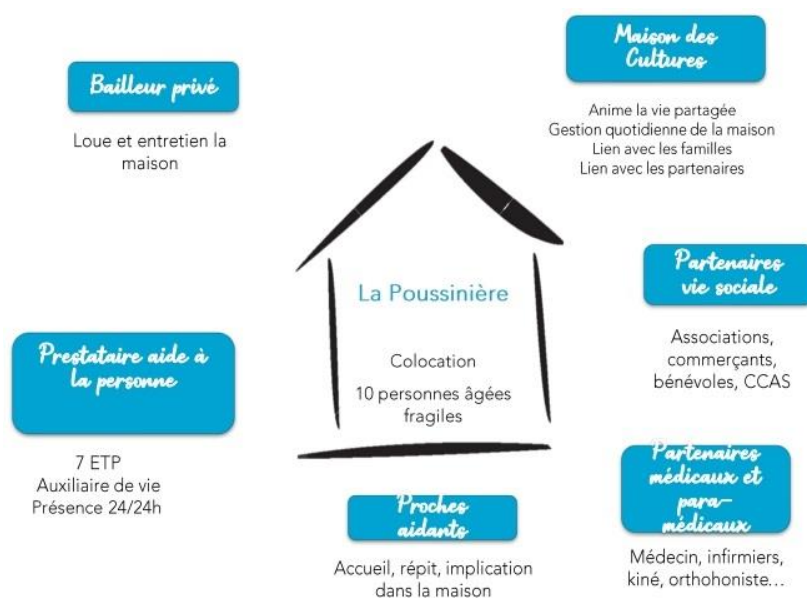 Bailleur privé
Loue et entretien la
maison
Maison des
Cultures
Anime la vie partagée
Gestion quotidienne de la maison
Lien avec les familles
Lien avec les partenaires
La Poussinière
Colocation
10 personnes âgées
fragiles
Partenaires
vie sociale
Associations,
commerçants,
bénévoles, CCAS
Prestataire aide à
la personne
7 ETP
Auxiliaire de vie
Présence 24/24h
Proches
aidants
Accueil, répit, implication
dans la maison
Partenaires
médicaux et
para-
médicaux
Médecin, infirmiers,
kiné, orthohoniste...